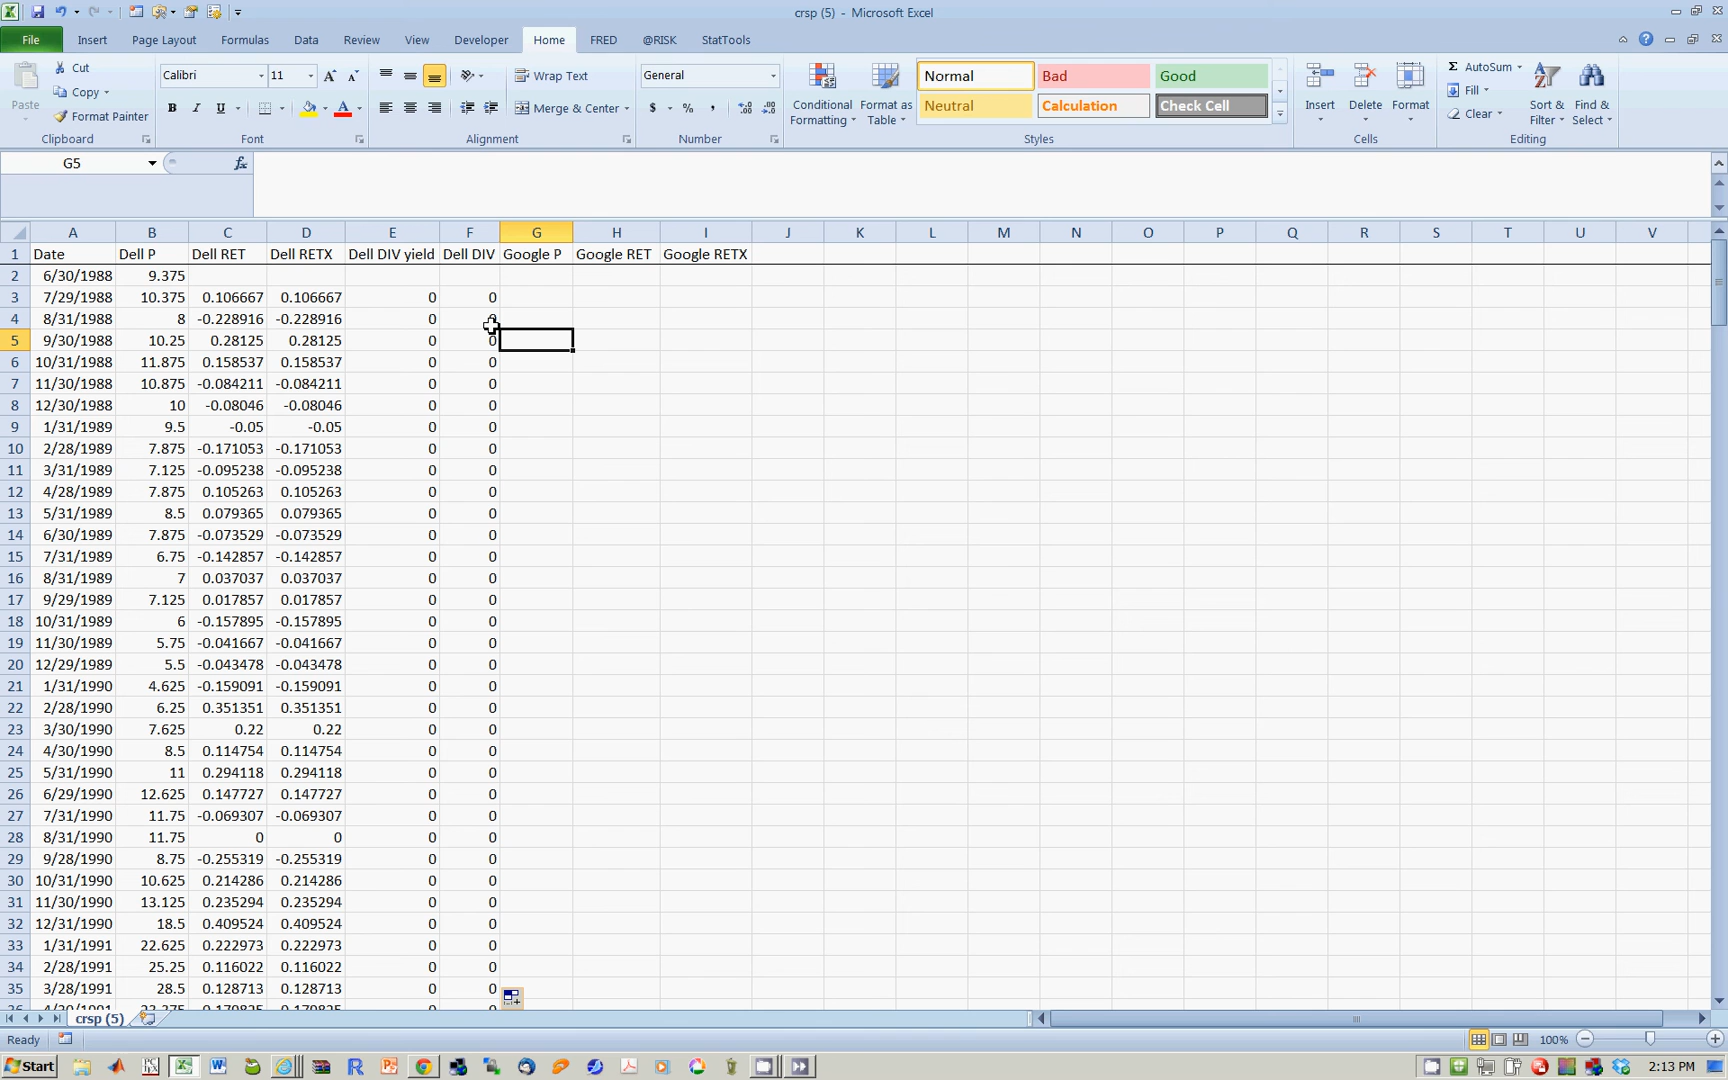 crsp (5) - Microsoft Excel
File Insert Page Layout Formulas Data Review View Developer Home FRED @RISK StatTools
Paste Cut Copy Format Painter
Calibri 11
B I U
Wrap Text
Merge & Center
General
$ % ,
Conditional Formatting Format as Table
Normal Bad Good
Neutral Calculation Check Cell
Insert Delete Format
AutoSum Fill Clear
Sort & Filter Find & Select
Clipboard Font Alignment Number Styles Cells Editing
G5 fx
A B C D E F G H I J K L M N O P Q R S T U V
1 Date Dell P Dell RET Dell RETX Dell DIV yield Dell DIV Google P Google RET Google RETX
2 6/30/1988 9.375
3 7/29/1988 10.375 0.106667 0.106667 0 0
4 8/31/1988 8 -0.228916 -0.228916 0
5 9/30/1988 10.25 0.28125 0.28125 0 0
6 10/31/1988 11.875 0.158537 0.158537 0 0
7 11/30/1988 10.875 -0.084211 -0.084211 0 0
8 12/30/1988 10 -0.08046 -0.08046 0 0
9 1/31/1989 9.5 -0.05 -0.05 0 0
10 2/28/1989 7.875 -0.171053 -0.171053 0 0
11 3/31/1989 7.125 -0.095238 -0.095238 0 0
12 4/28/1989 7.875 0.105263 0.105263 0 0
13 5/31/1989 8.5 0.079365 0.079365 0 0
14 6/30/1989 7.875 -0.073529 -0.073529 0 0
15 7/31/1989 6.75 -0.142857 -0.142857 0 0
16 8/31/1989 7 0.037037 0.037037 0 0
17 9/29/1989 7.125 0.017857 0.017857 0 0
18 10/31/1989 6 -0.157895 -0.157895 0 0
19 11/30/1989 5.75 -0.041667 -0.041667 0 0
20 12/29/1989 5.5 -0.043478 -0.043478 0 0
21 1/31/1990 4.625 -0.159091 -0.159091 0 0
22 2/28/1990 6.25 0.351351 0.351351 0 0
23 3/30/1990 7.625 0.22 0.22 0 0
24 4/30/1990 8.5 0.114754 0.114754 0 0
25 5/31/1990 11 0.294118 0.294118 0 0
26 6/29/1990 12.625 0.147727 0.147727 0 0
27 7/31/1990 11.75 -0.069307 -0.069307 0 0
28 8/31/1990 11.75 0 0 0 0
29 9/28/1990 8.75 -0.255319 -0.255319 0 0
30 10/31/1990 10.625 0.214286 0.214286 0 0
31 11/30/1990 13.125 0.235294 0.235294 0 0
32 12/31/1990 18.5 0.409524 0.409524 0 0
33 1/31/1991 22.625 0.222973 0.222973 0 0
34 2/28/1991 25.25 0.116022 0.116022 0 0
35 3/28/1991 28.5 0.128713 0.128713 0 0
crsp (5)
Ready 100%
Start 2:13 PM